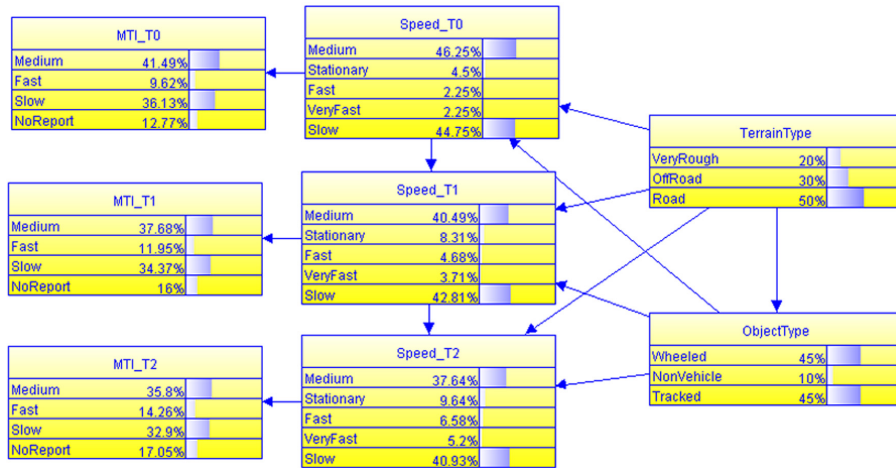 MTI_T0
Medium 41.49%
Fast 9.62%
Slow 36.13%
NoReport 12.77%
Speed_T0
Medium 46.25%
Stationary 4.5%
Fast 2.25%
VeryFast 2.25%
Slow 44.75%
TerrainType
VeryRough 20%
OffRoad 30%
Road 50%
MTI_T1
Medium 37.68%
Fast 11.95%
Slow 34.37%
NoReport 16%
Speed_T1
Medium 40.49%
Stationary 8.31%
Fast 4.68%
VeryFast 3.71%
Slow 42.81%
MTI_T2
Medium 35.8%
Fast 14.26%
Slow 32.9%
NoReport 17.05%
Speed_T2
Medium 37.64%
Stationary 9.64%
Fast 6.58%
VeryFast 5.2%
Slow 40.93%
ObjectType
Wheeled 45%
NonVehicle 10%
Tracked 45%